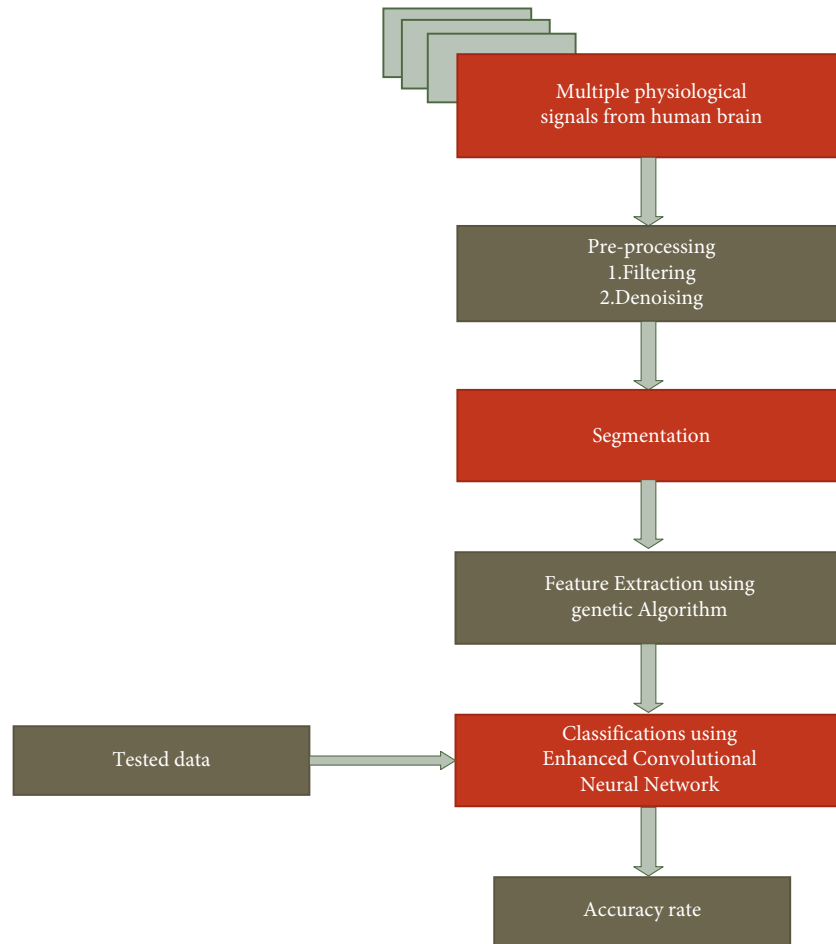 Multiple physiological
signals from human brain
Pre-processing
1.Filtering
2.Denoising
Segmentation
Feature Extraction using
genetic Algorithm
Tested data
Classifications using
Enhanced Convolutional
Neural Network
Accuracy rate